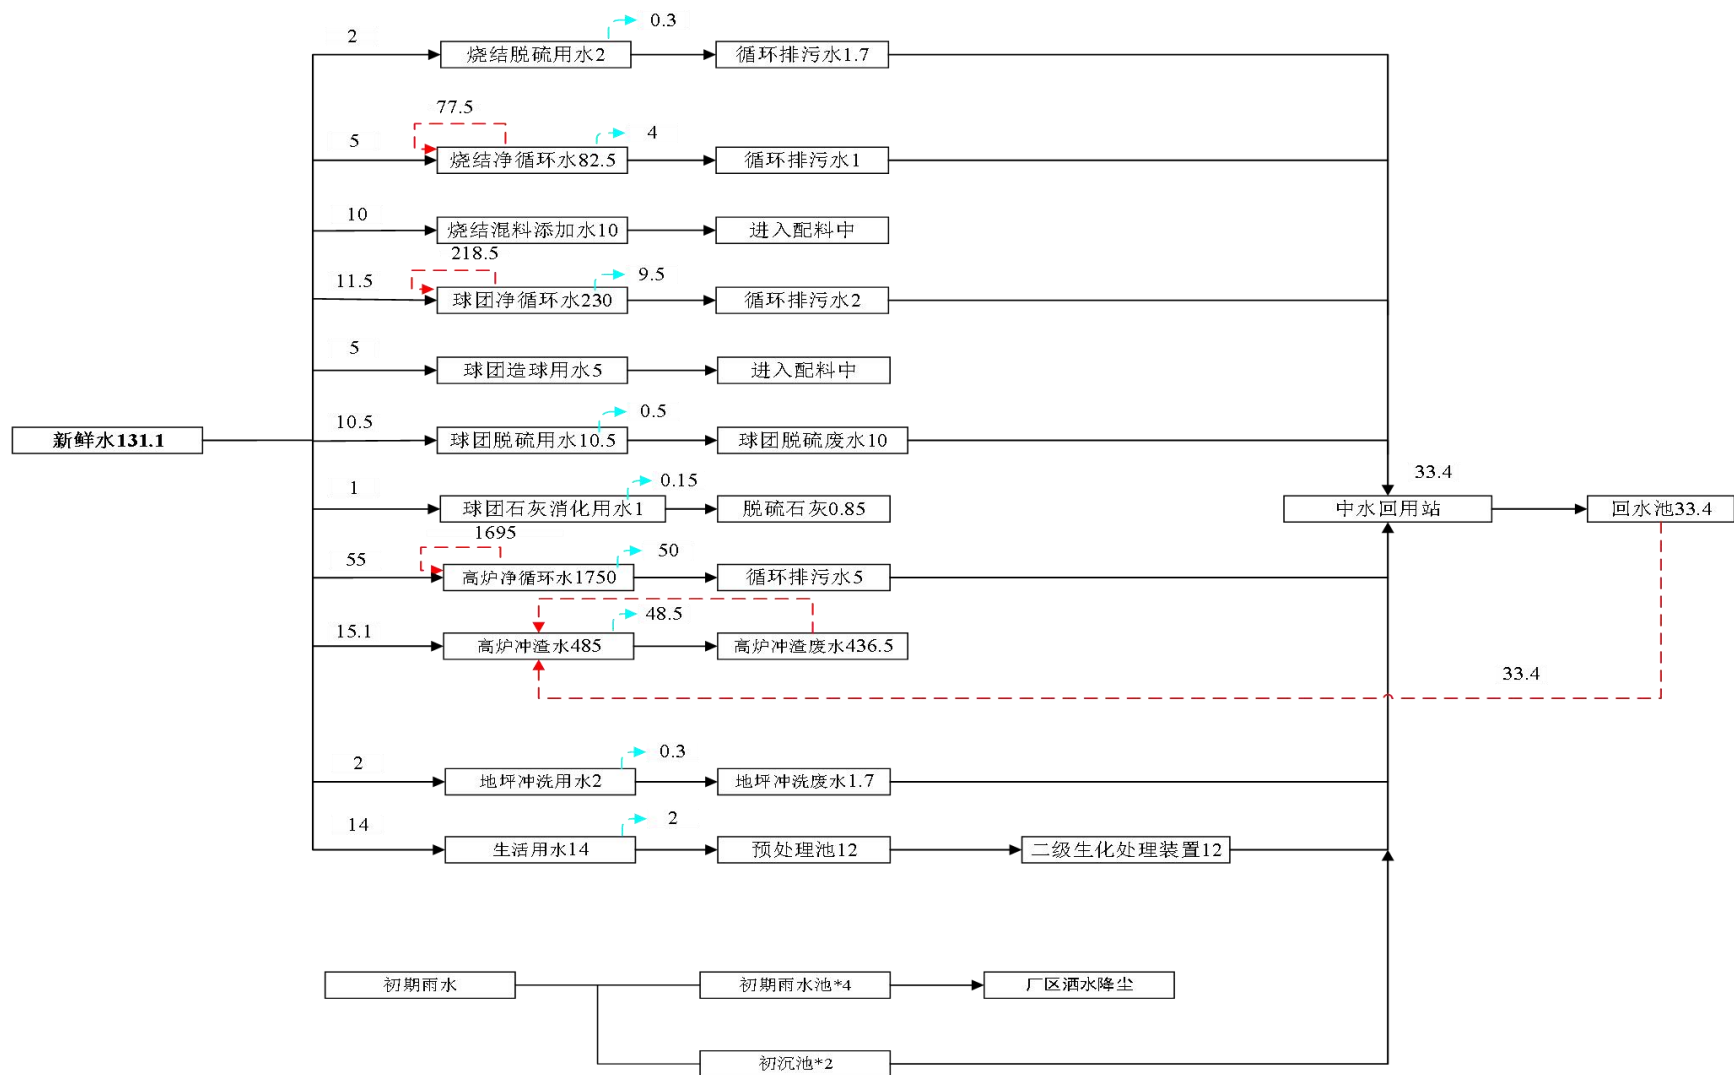 0.3
2
烧结脱硫用水2
循环排污水1.7
77.5
5
4
烧结净循环水82.5
循环排污水1
10
烧结混料添加水10
进入配料中
218.5
11.5
9.5
球团净循环水230
循环排污水2
5
球团造球用水5
进入配料中
10.5
0.5
新鲜水131.1
球团脱硫用水10.5
球团脱硫废水10
33.4
1
0.15
球团石灰消化用水1
脱硫石灰0.85
中水回用站
回水池33.4
1695
55
50
高炉净循环水1750
循环排污水5
48.5
15.1
高炉冲渣水485
高炉冲渣废水436.5
33.4
2
0.3
地坪冲洗用水2
地坪冲洗废水1.7
14
2
生活用水14
预处理池12
二级生化处理装置12
初期雨水
初期雨水池*4
厂区洒水降尘
初沉池*2